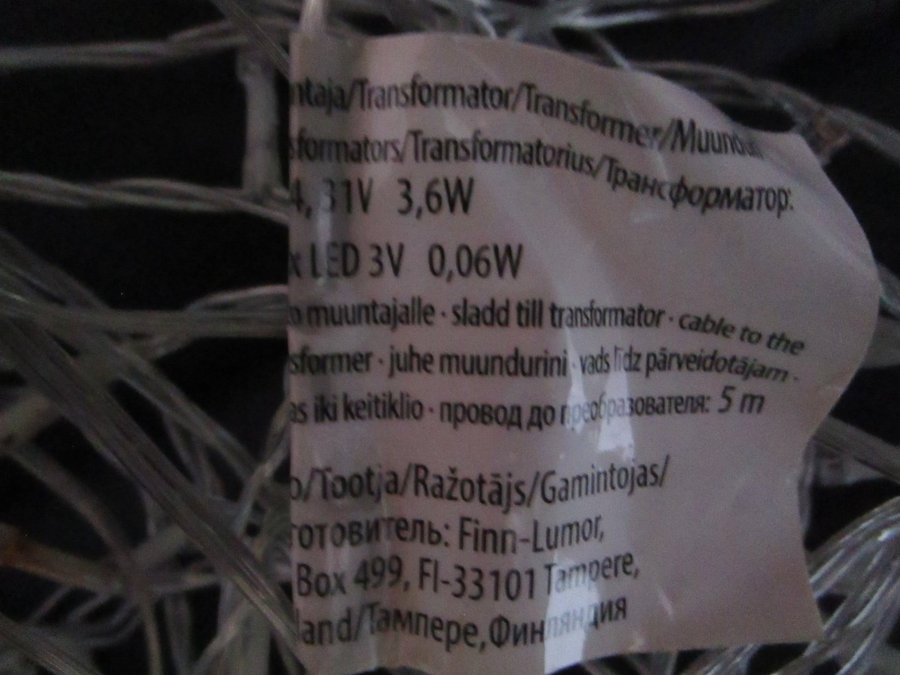 ntaja/Transformator/Transformer/Muundur
sformators/Transformatorius/Трансформатор:
4, 31V 3,6W
x LED 3V 0,06W
o muuntajalle · sladd till transformator · cable to the
sformer · juhe muundurini · vads līdz pārveidotājam ·
as iki keitiklio · провод до преобразователя: 5 m
o/Tootja/Ražotājs/Gamintojas/
готовитель: Finn-Lumor,
Box 499, FI-33101 Tampere,
land/Тампере, Финляндия